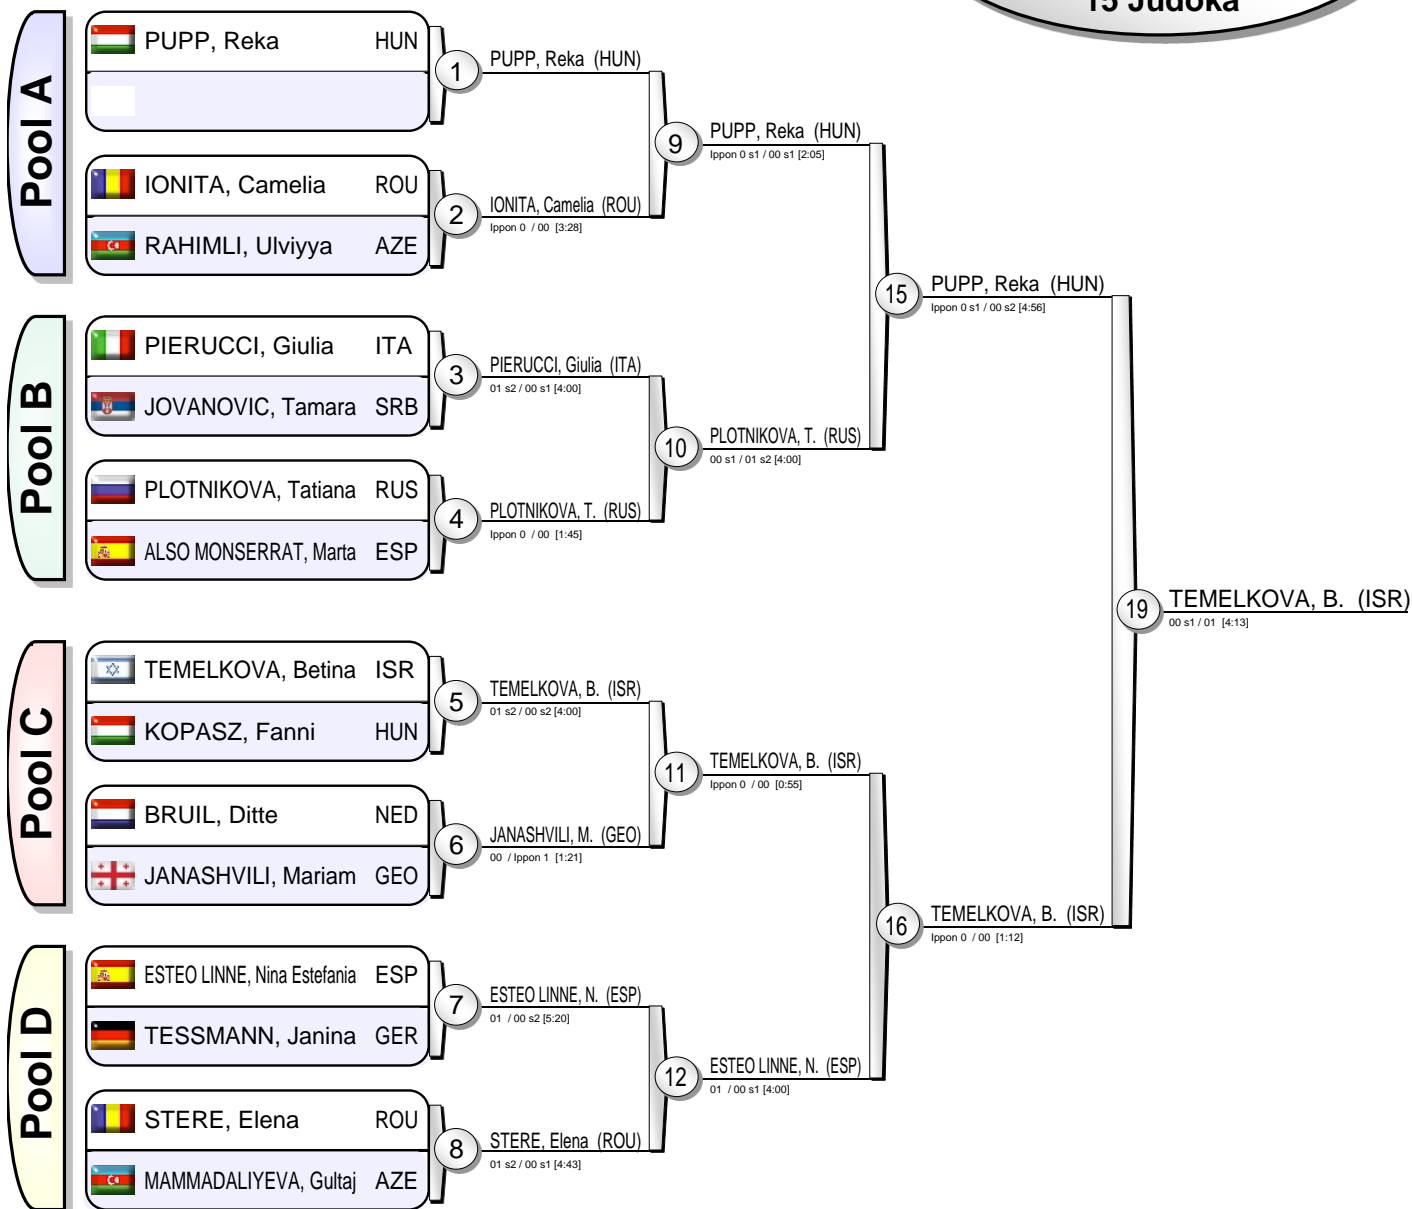 15 Judoka
Pool A
PUPP, Reka HUN
IONITA, Camelia ROU
RAHIMLI, Ulviyya AZE
1
PUPP, Reka (HUN)
2
IONITA, Camelia (ROU)
Ippon 0 / 00 [3:28]
9
PUPP, Reka (HUN)
Ippon 0 s1 / 00 s1 [2:05]
Pool B
PIERUCCI, Giulia ITA
JOVANOVIC, Tamara SRB
PLOTNIKOVA, Tatiana RUS
ALSO MONSERRAT, Marta ESP
3
PIERUCCI, Giulia (ITA)
01 s2 / 00 s1 [4:00]
4
PLOTNIKOVA, T. (RUS)
Ippon 0 / 00 [1:45]
10
PLOTNIKOVA, T. (RUS)
00 s1 / 01 s2 [4:00]
15
PUPP, Reka (HUN)
Ippon 0 s1 / 00 s2 [4:56]
Pool C
TEMELKOVA, Betina ISR
KOPASZ, Fanni HUN
BRUIL, Ditte NED
JANASHVILI, Mariam GEO
5
TEMELKOVA, B. (ISR)
01 s2 / 00 s2 [4:00]
6
JANASHVILI, M. (GEO)
00 / Ippon 1 [1:21]
11
TEMELKOVA, B. (ISR)
Ippon 0 / 00 [0:55]
Pool D
ESTEO LINNE, Nina Estefania ESP
TESSMANN, Janina GER
STERE, Elena ROU
MAMMADALIYEVA, Gultaj AZE
7
ESTEO LINNE, N. (ESP)
01 / 00 s2 [5:20]
8
STERE, Elena (ROU)
01 s2 / 00 s1 [4:43]
12
ESTEO LINNE, N. (ESP)
01 / 00 s1 [4:00]
16
TEMELKOVA, B. (ISR)
Ippon 0 / 00 [1:12]
19
TEMELKOVA, B. (ISR)
00 s1 / 01 [4:13]